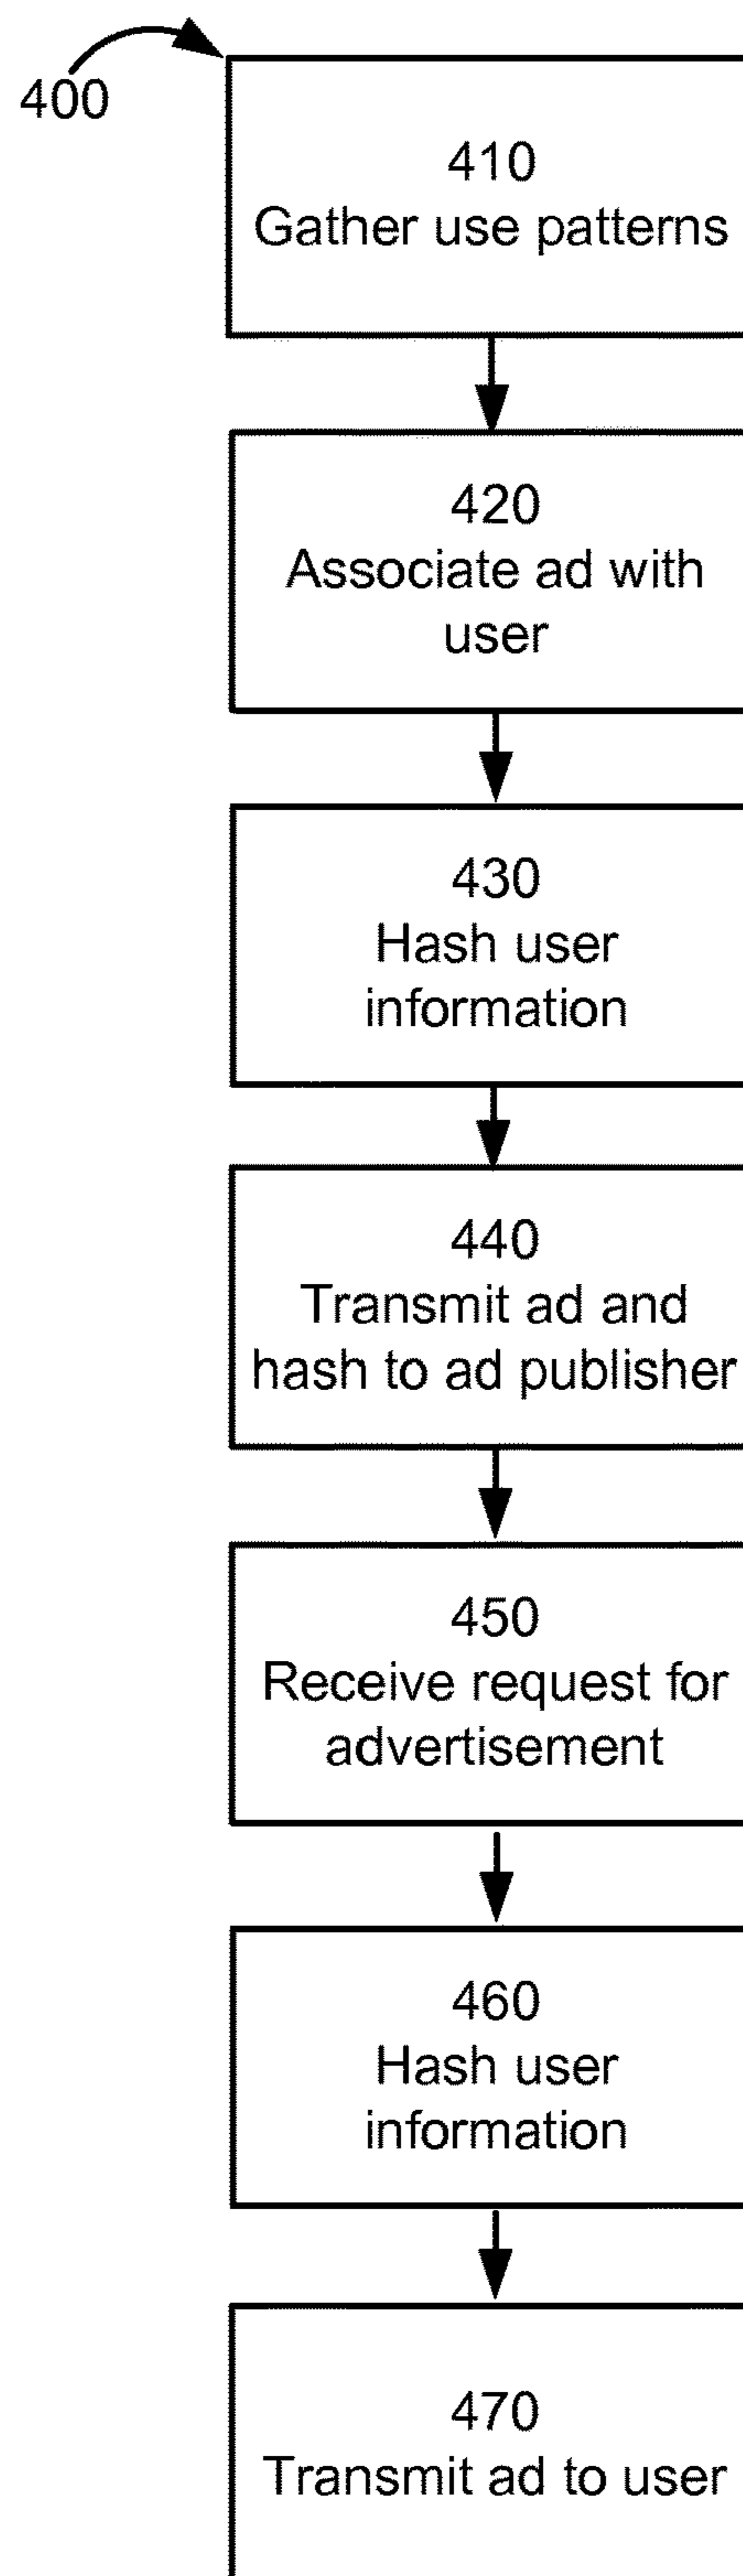 400
410
Gather use patterns
420
Associate ad with
user
430
Hash user
information
440
Transmit ad and
hash to ad publisher
450
Receive request for
advertisement
460
Hash user
information
470
Transmit ad to user